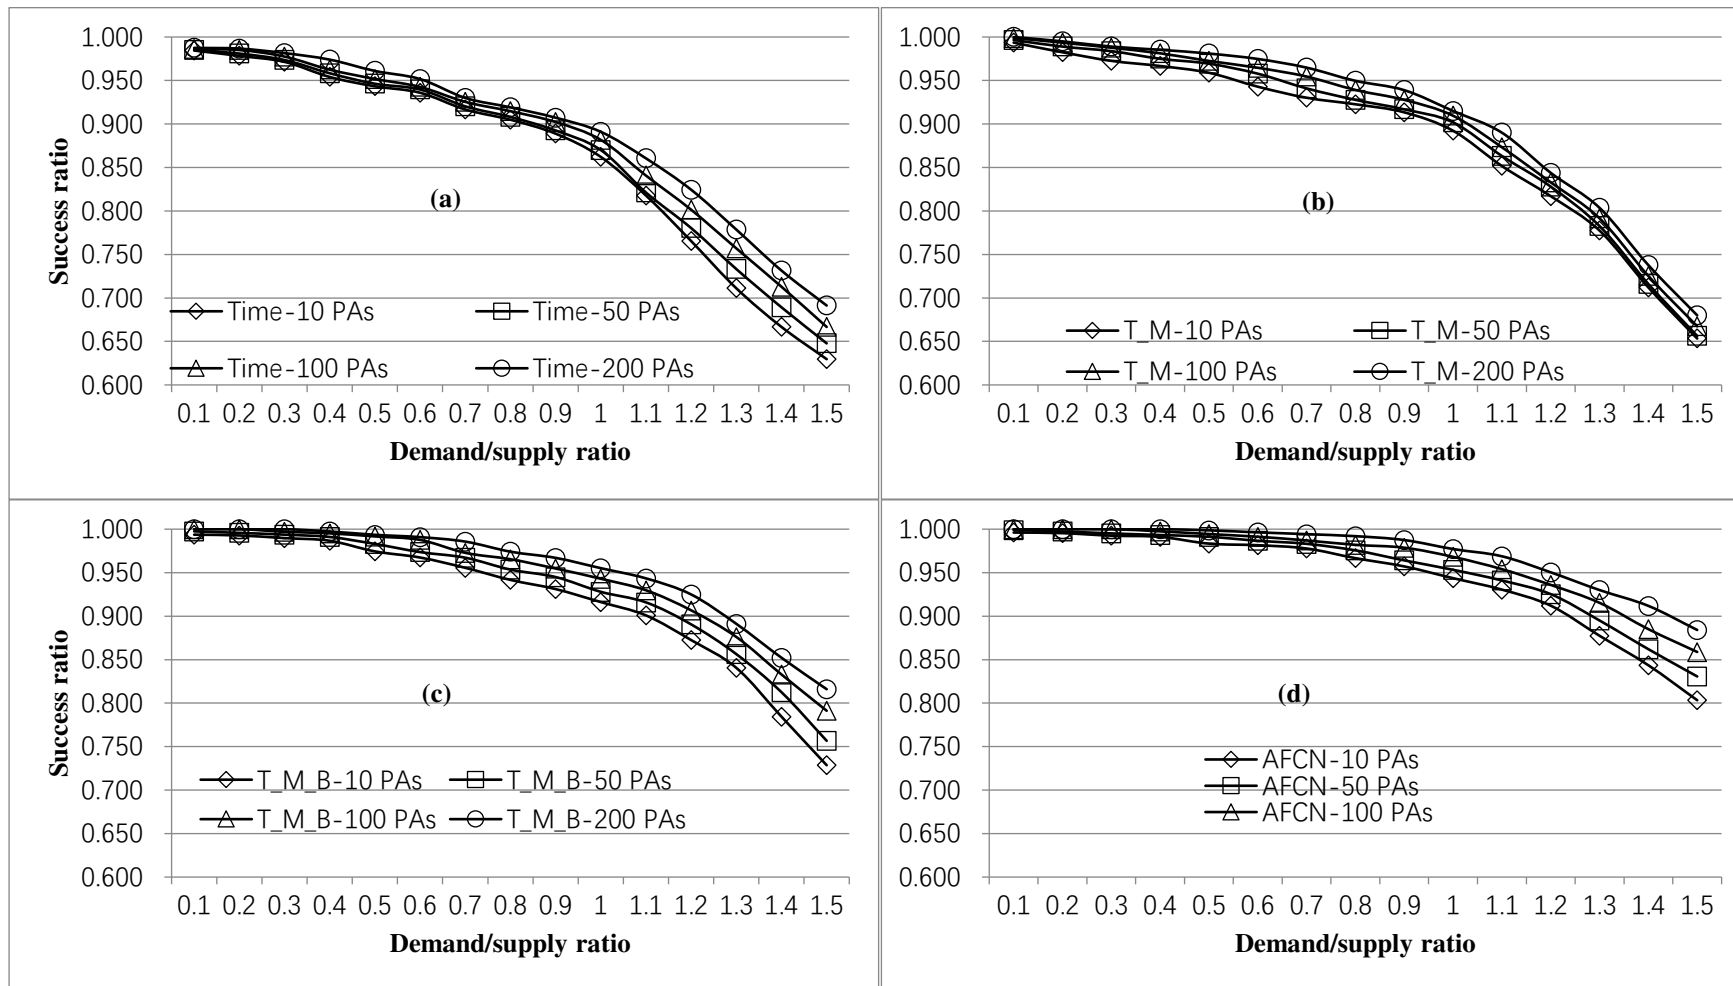 1.000
0.950
0.900
0.850
0.800
0.750
0.700
0.650
0.600
Success ratio
(a)
Time-10 PAs Time-50 PAs
Time-100 PAs Time-200 PAs
0.1 0.2 0.3 0.4 0.5 0.6 0.7 0.8 0.9 1 1.1 1.2 1.3 1.4 1.5
Demand/supply ratio
1.000
0.950
0.900
0.850
0.800
0.750
0.700
0.650
0.600
(b)
T_M-10 PAs T_M-50 PAs
T_M-100 PAs T_M-200 PAs
0.1 0.2 0.3 0.4 0.5 0.6 0.7 0.8 0.9 1 1.1 1.2 1.3 1.4 1.5
Demand/supply ratio
1.000
0.950
0.900
0.850
0.800
0.750
0.700
0.650
0.600
Success ratio
(c)
T_M_B-10 PAs T_M_B-50 PAs
T_M_B-100 PAs T_M_B-200 PAs
0.1 0.2 0.3 0.4 0.5 0.6 0.7 0.8 0.9 1 1.1 1.2 1.3 1.4 1.5
Demand/supply ratio
1.000
0.950
0.900
0.850
0.800
0.750
0.700
0.650
0.600
(d)
AFCN-10 PAs
AFCN-50 PAs
AFCN-100 PAs
0.1 0.2 0.3 0.4 0.5 0.6 0.7 0.8 0.9 1 1.1 1.2 1.3 1.4 1.5
Demand/supply ratio